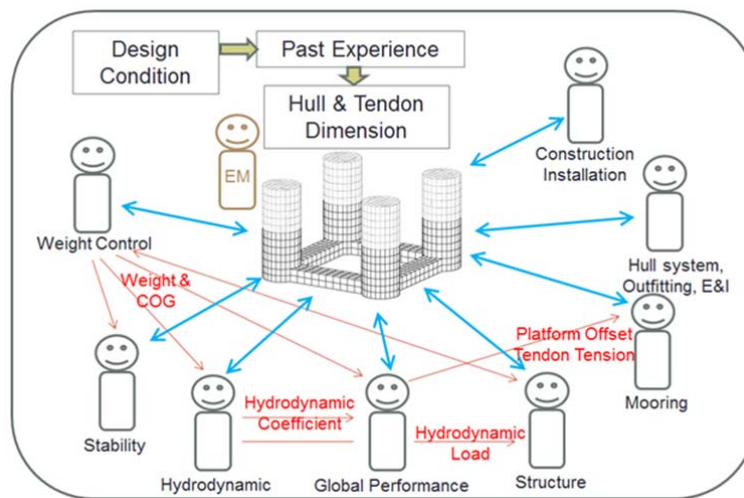 Design
Condition
Past Experience
Hull & Tendon
Dimension
EM
Construction
Installation
Weight Control
Hull system,
Outfitting, E&I
Weight &
COG
Platform Offset
Tendon Tension
Mooring
Stability
Hydrodynamic
Coefficient
Hydrodynamic
Load
Hydrodynamic
Global Performance
Structure